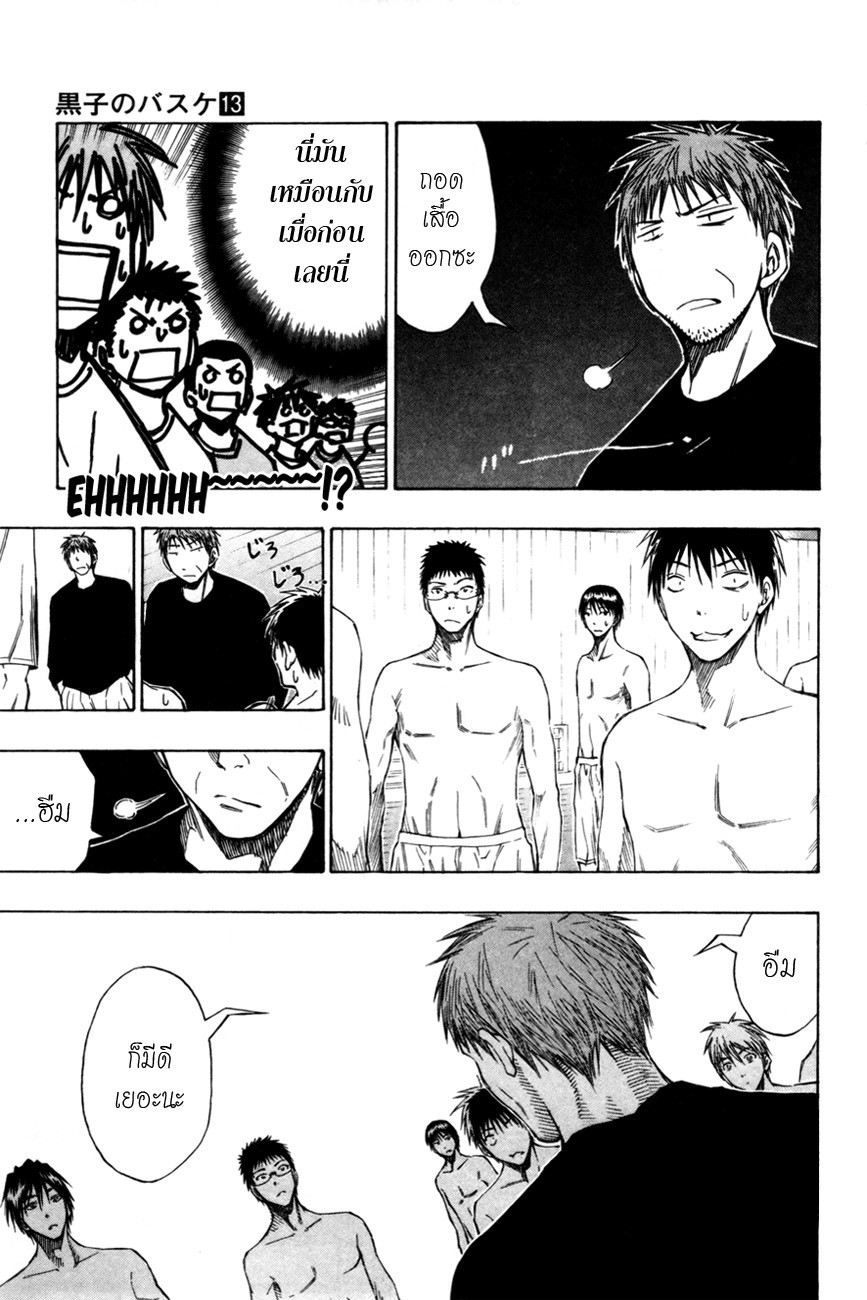 黒子のバスケ13
ถอด
เสื้อ
ออกซะ
นี่มัน
เหมือนกับ
เมื่อก่อน
เลยนี่
EHHHHHH~~~~~~!?
じろ
じろ…
...ฮืม
อืม
ก็มีดี
เยอะนะ